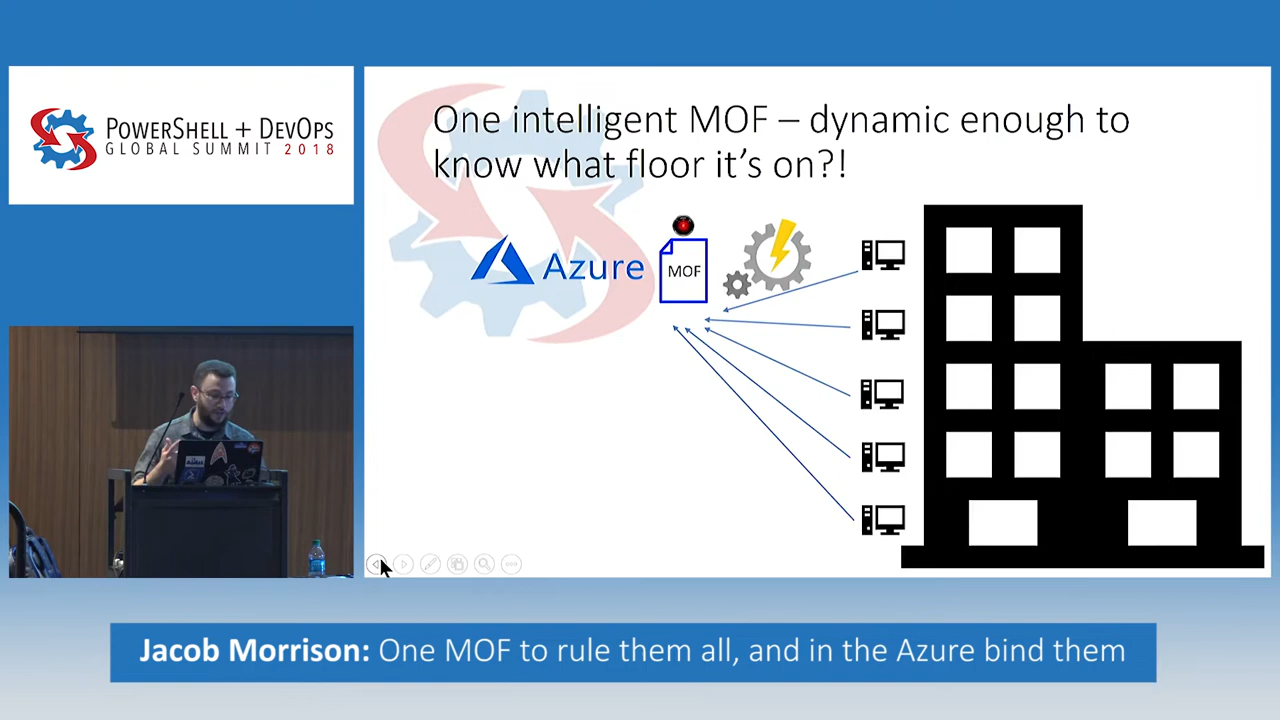 POWERSHELL + DEVOPS
GLOBAL SUMMIT 2018
One intelligent MOF – dynamic enough to
know what floor it's on?!
Azure
MOF
Jacob Morrison: One MOF to rule them all, and in the Azure bind them